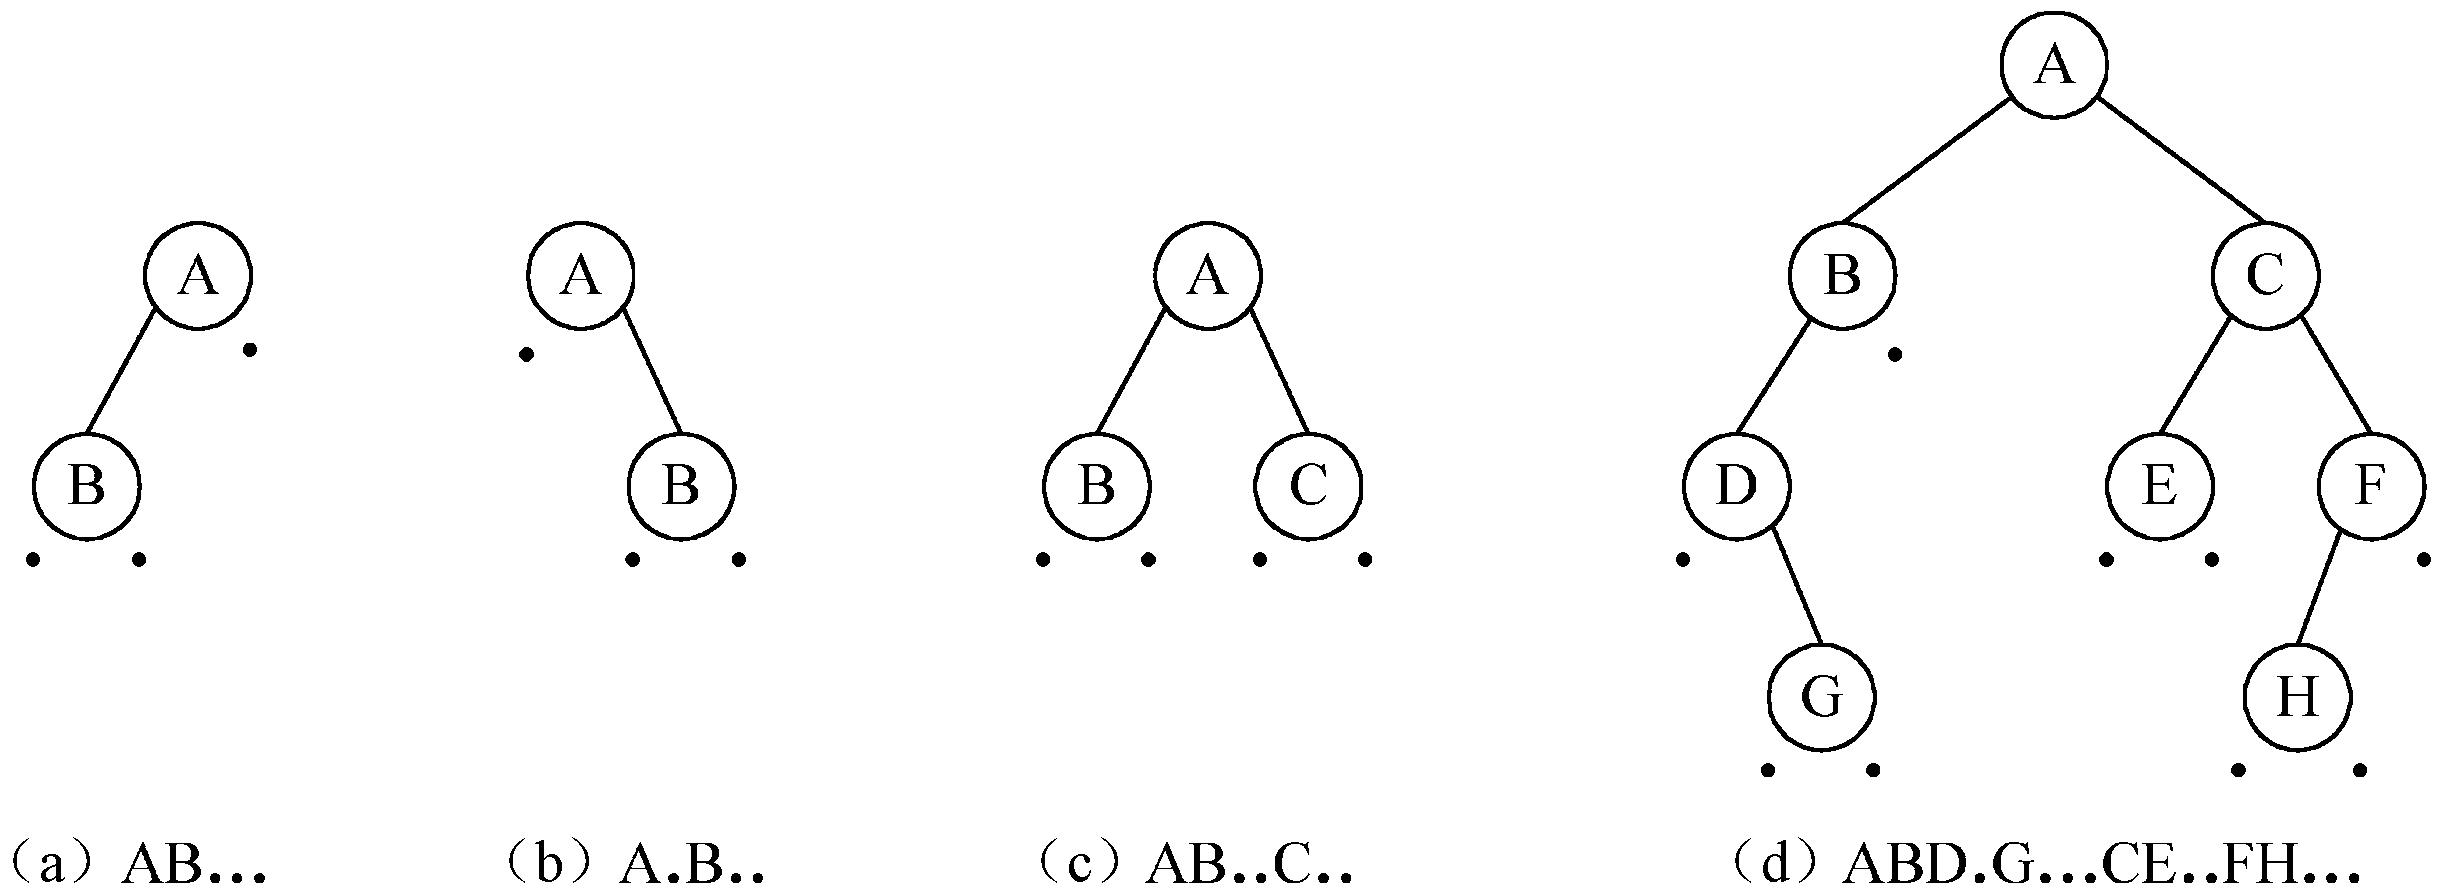 A
A
A
A
B
C
B
B
B
C
D
E
F
G
H
（a）AB...
（b）A.B..
（c）AB..C..
（d）ABD.G...CE..FH...